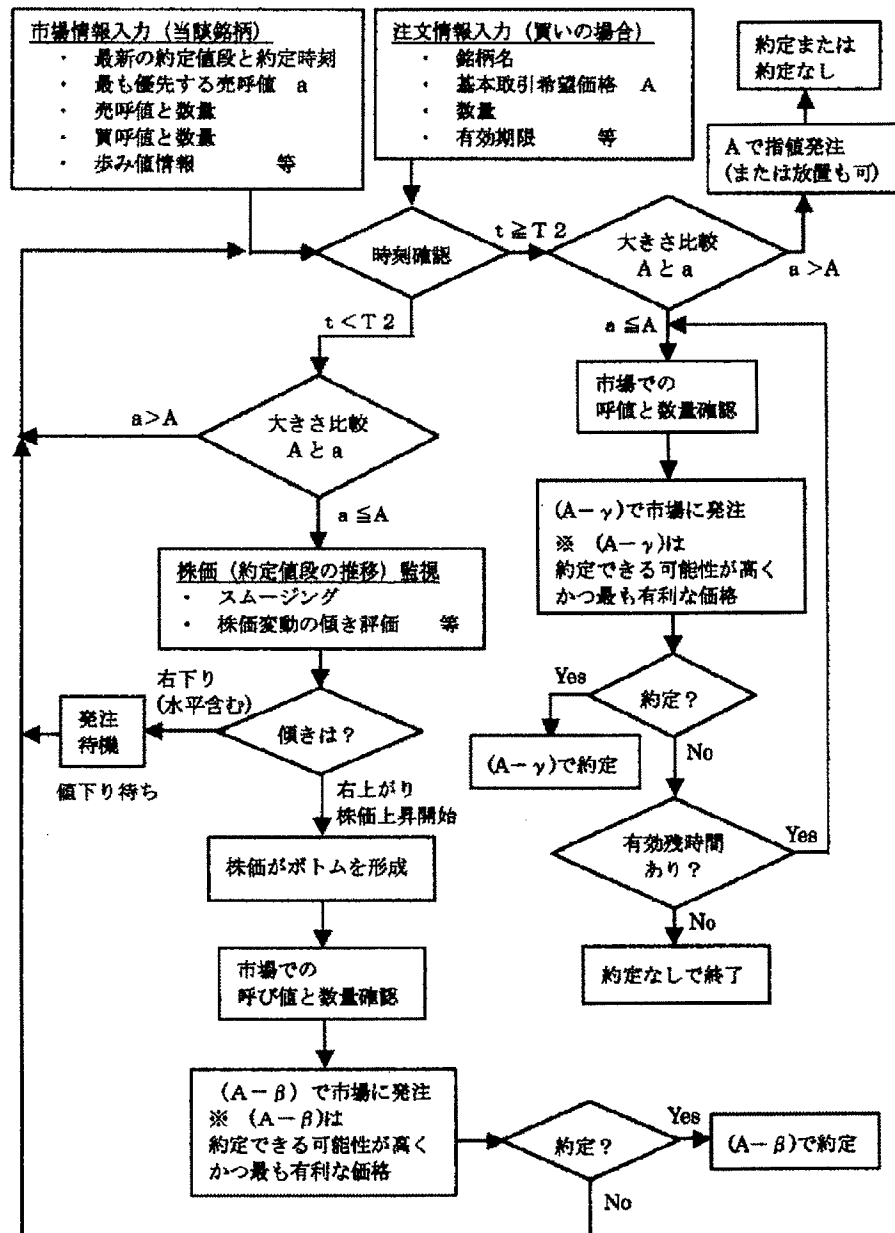 市場情報入力（当該銘柄）
・ 最新の約定値段と約定時刻
・ 最も優先する売呼値 a
・ 売呼値と数量
・ 買呼値と数量
・ 歩み値情報 等
注文情報入力（買いの場合）
・ 銘柄名
・ 基本取引希望価格 A
・ 数量
・ 有効期限 等
約定または
約定なし
Aで指値発注
(または放置も可)
時刻確認
t≧T2
大きさ比較
Aとa
a>A
t<T2
a≦A
市場での
呼値と数量確認
大きさ比較
Aとa
a>A
a≦A
(A－γ)で市場に発注
※ (A－γ)は
約定できる可能性が高く
かつ最も有利な価格
株価（約定値段の推移）監視
・ スムージング
・ 株価変動の傾き評価 等
約定？
Yes
(A－γ)で約定
No
右下り
(水平含む)
傾きは？
発注
待機
値下り待ち
右上がり
株価上昇開始
有効残時間
あり？
Yes
No
約定なしで終了
株価がボトムを形成
市場での
呼び値と数量確認
(A－β)で市場に発注
※ (A－β)は
約定できる可能性が高く
かつ最も有利な価格
約定？
Yes
(A－β)で約定
No